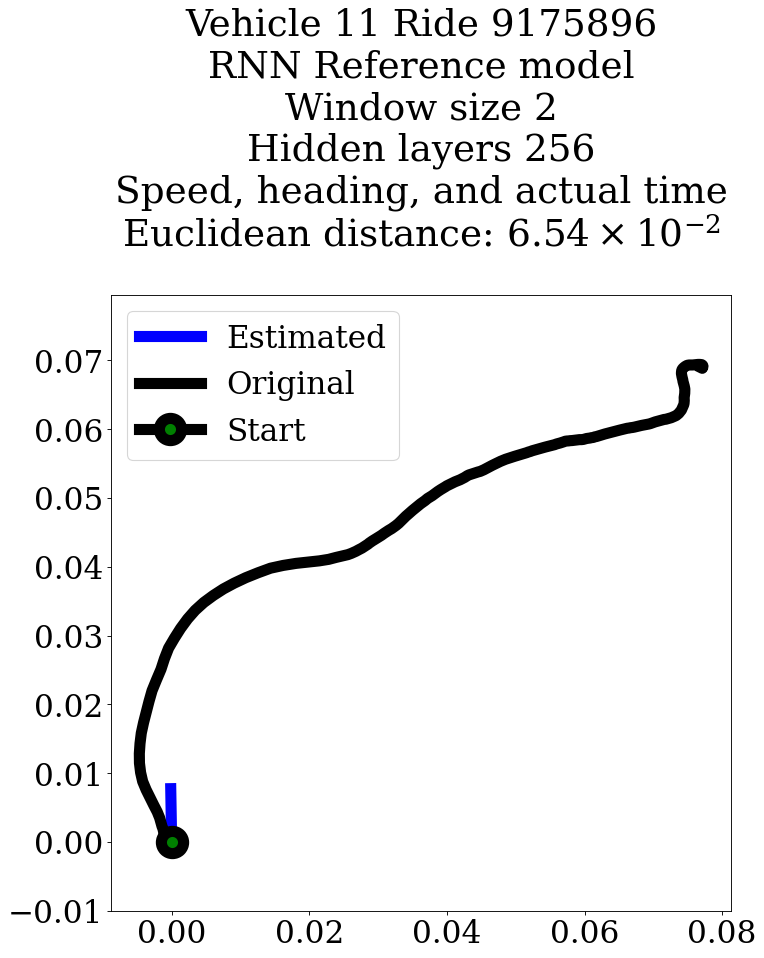 Vehicle 11 Ride 9175896
RNN Reference model
Window size 2
Hidden layers 256
Speed, heading, and actual time
Euclidean distance: 6.54 × 10⁻²
Estimated
Original
Start
0.07
0.06
0.05
0.04
0.03
0.02
0.01
0.00
−0.01
0.00 0.02 0.04 0.06 0.08